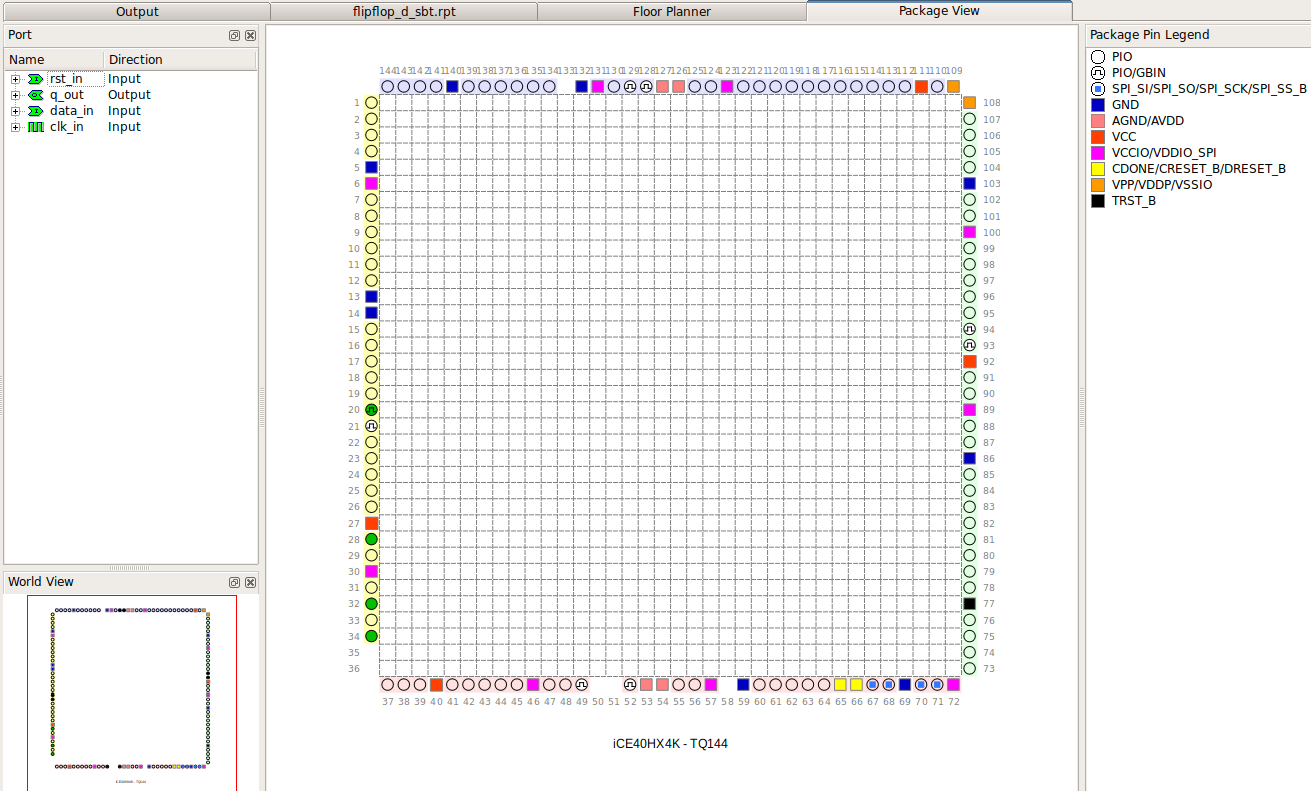 Output flipflop_d_sbt.rpt Floor Planner Package View
Port
Name Direction
rst_in Input
q_out Output
data_in Input
clk_in Input
World View
144 143 142 141 140 139 138 137 136 135 134 133 132 131 130 129 128 127 126 125 124 123 122 121 120 119 118 117 116 115 114 113 112 111 110 109
1 108
2 107
3 106
4 105
5 104
6 103
7 102
8 101
9 100
10 99
11 98
12 97
13 96
14 95
15 94
16 93
17 92
18 91
19 90
20 89
21 88
22 87
23 86
24 85
25 84
26 83
27 82
28 81
29 80
30 79
31 78
32 77
33 76
34 75
35 74
36 73
37 38 39 40 41 42 43 44 45 46 47 48 49 50 51 52 53 54 55 56 57 58 59 60 61 62 63 64 65 66 67 68 69 70 71 72
iCE40HX4K - TQ144
Package Pin Legend
PIO
PIO/GBIN
SPI_SI/SPI_SO/SPI_SCK/SPI_SS_B
GND
AGND/AVDD
VCC
VCCIO/VDDIO_SPI
CDONE/CRESET_B/DRESET_B
VPP/VDDP/VSSIO
TRST_B